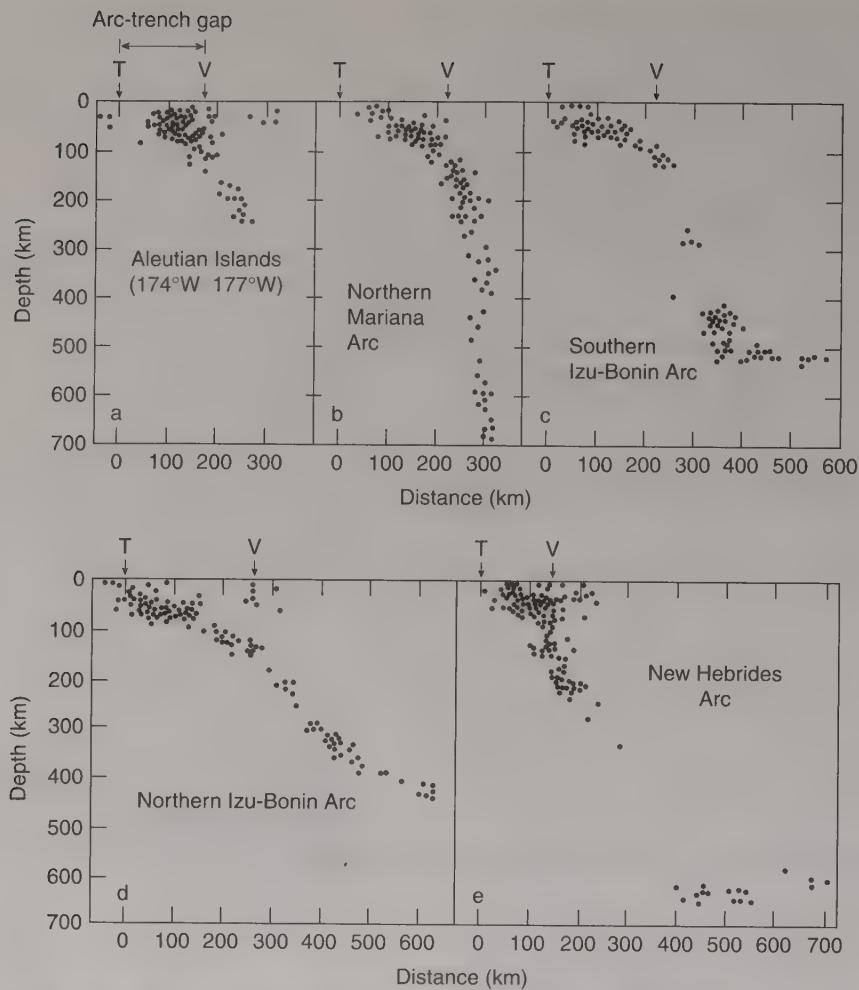 Arc-trench gap
T V T V T V
0
100
200
300
400
500
600
700
Depth (km)
Aleutian Islands
(174°W 177°W)
Northern
Mariana
Arc
Southern
Izu-Bonin Arc
a b c
0 100 200 300 0 100 200 300 0 100 200 300 400 500 600
Distance (km)
T V T V
0
100
200
300
400
500
600
700
Depth (km)
Northern Izu-Bonin Arc
New Hebrides
Arc
d e
0 100 200 300 400 500 600 0 100 200 300 400 500 600 700
Distance (km)